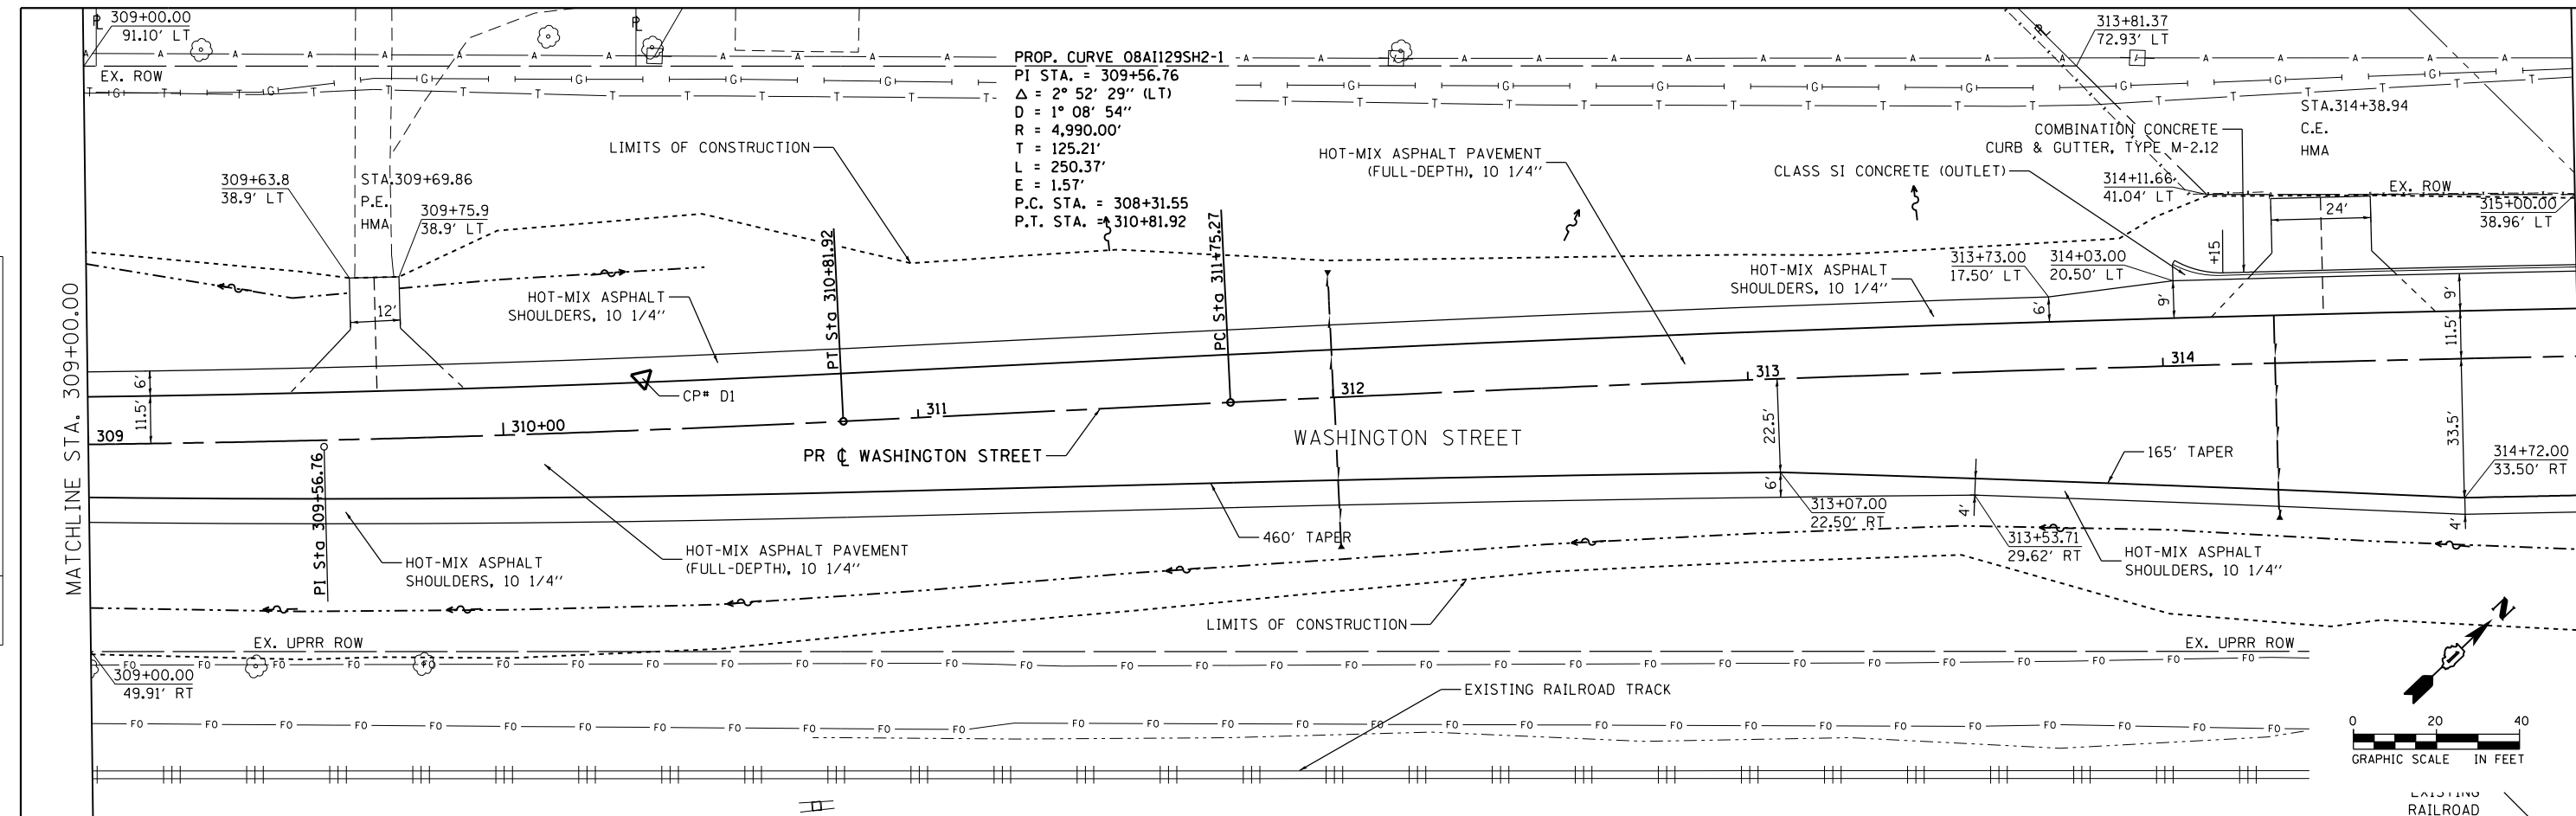 309+00.00
91.10' LT
PL
PL
EX. ROW
PROP. CURVE 08AI129SH2-1
PI STA. = 309+56.76
Δ = 2° 52' 29" (LT)
D = 1° 08' 54"
R = 4,990.00'
T = 125.21'
L = 250.37'
E = 1.57'
P.C. STA. = 308+31.55
P.T. STA. = 310+81.92
PL
313+81.37
72.93' LT
STA.314+38.94
C.E.
HMA
COMBINATION CONCRETE
CURB & GUTTER, TYPE M-2.12
CLASS SI CONCRETE (OUTLET)
314+11.66
41.04' LT
EX. ROW
315+00.00
38.96' LT
24'
+15
LIMITS OF CONSTRUCTION
HOT-MIX ASPHALT PAVEMENT
(FULL-DEPTH), 10 1/4"
309+63.8
38.9' LT
STA.309+69.86
P.E.
HMA
309+75.9
38.9' LT
12'
HOT-MIX ASPHALT
SHOULDERS, 10 1/4"
PT Sta 310+81.92
PC Sta 311+75.27
HOT-MIX ASPHALT
SHOULDERS, 10 1/4"
313+73.00
17.50' LT
314+03.00
20.50' LT
6'
9'
9'
11.5'
MATCHLINE STA. 309+00.00
6'
11.5'
CP# D1
309
310+00
311
312
313
314
PR CL WASHINGTON STREET
WASHINGTON STREET
22.5'
33.5'
165' TAPER
314+72.00
33.50' RT
PI Sta 309+56.76
6'
313+07.00
22.50' RT
4'
313+53.71
29.62' RT
4'
460' TAPER
HOT-MIX ASPHALT
SHOULDERS, 10 1/4"
HOT-MIX ASPHALT PAVEMENT
(FULL-DEPTH), 10 1/4"
HOT-MIX ASPHALT
SHOULDERS, 10 1/4"
LIMITS OF CONSTRUCTION
EX. UPRR ROW
EX. UPRR ROW
309+00.00
49.91' RT
EXISTING RAILROAD TRACK
N
0 20 40
GRAPHIC SCALE IN FEET
EXISTING
RAILROAD